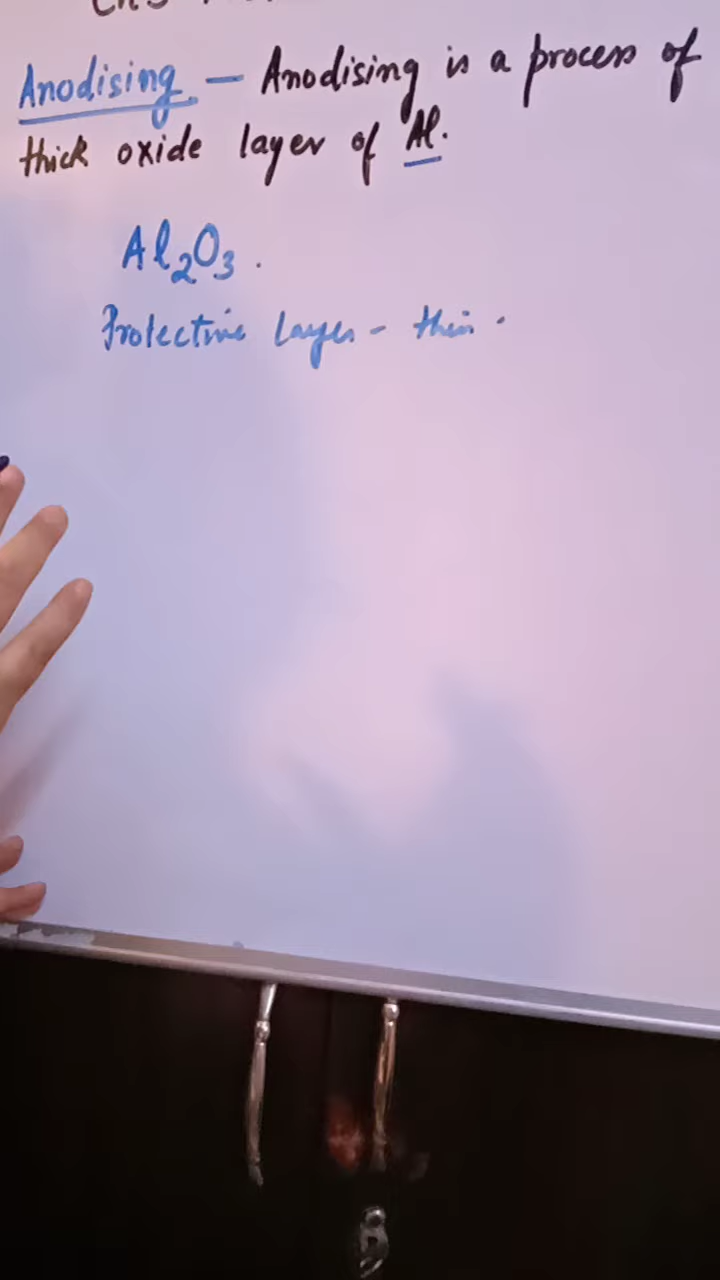 Anodising - Anodising is a process of
thick oxide layer of Al.
Al2O3.
Protective layer - thin.